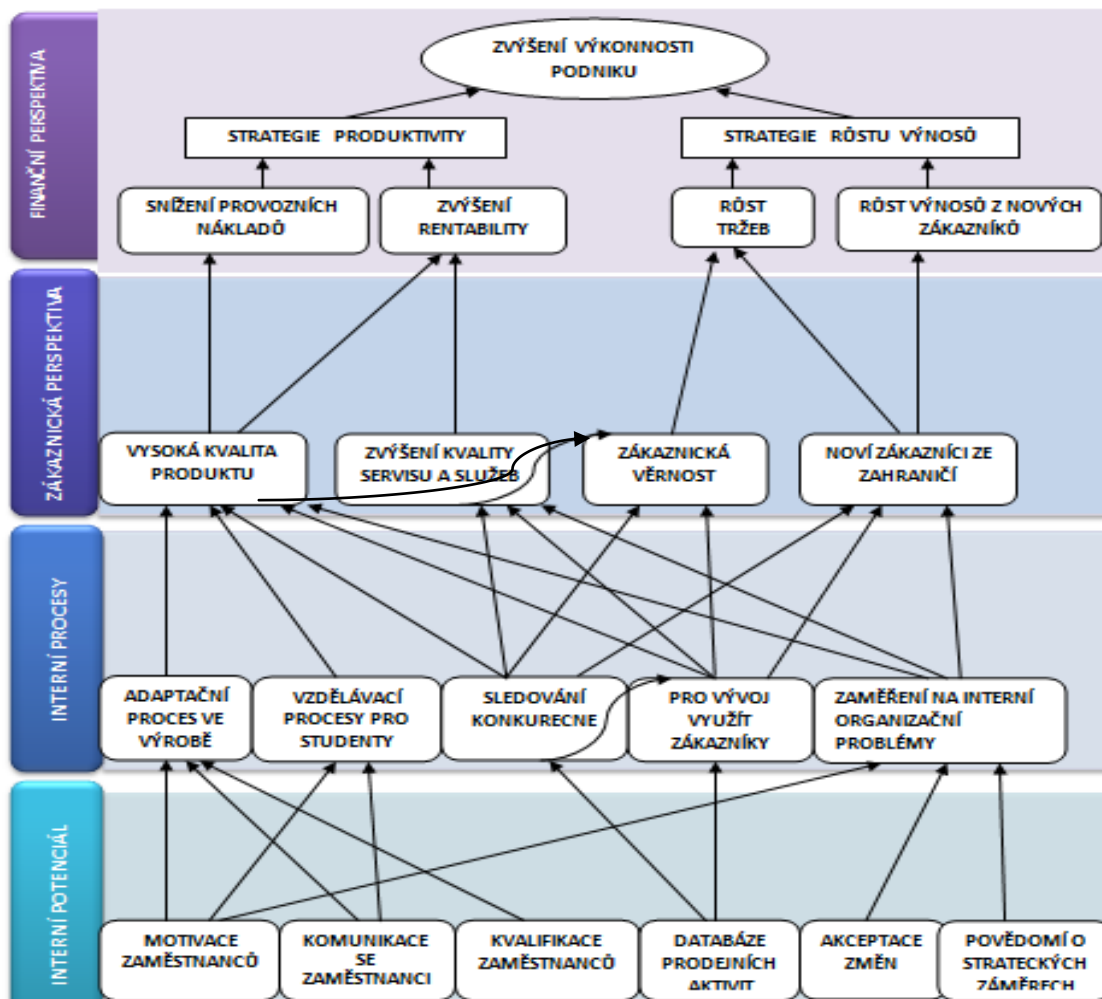 FINANČNÍ PERSPEKTIVA
ZVÝŠENÍ VÝKONNOSTI
PODNIKU
STRATEGIE PRODUKTIVITY
STRATEGIE RŮSTU VÝNOSŮ
SNÍŽENÍ PROVOZNÍCH
NÁKLADŮ
ZVÝŠENÍ
RENTABILITY
RŮST
TRŽEB
RŮST VÝNOSŮ Z NOVÝCH
ZÁKAZNÍKŮ
ZÁKAZNICKÁ PERSPEKTIVA
VYSOKÁ KVALITA
PRODUKTU
ZVÝŠENÍ KVALITY
SERVISU A SLUŽEB
ZÁKAZNICKÁ
VĚRNOST
NOVÍ ZÁKAZNÍCI ZE
ZAHRANIČÍ
INTERNÍ PROCESY
ADAPTAČNÍ
PROCES VE
VÝROBĚ
VZDĚLÁVACÍ
PROCESY PRO
STUDENTY
SLEDOVÁNÍ
KONKURECNE
PRO VÝVOJ
VYUŽÍT
ZÁKAZNÍKY
ZAMĚŘENÍ NA INTERNÍ
ORGANIZAČNÍ
PROBLÉMY
INTERNÍ POTENCIÁL
MOTIVACE
ZAMĚSTNANCŮ
KOMUNIKACE
SE
ZAMĚSTNANCI
KVALIFIKACE
ZAMĚSTNANCŮ
DATABÁZE
PRODEJNÍCH
AKTIVIT
AKCEPTACE
ZMĚN
POVĚDOMÍ O
STRATECKÝCH
ZÁMĚRECH